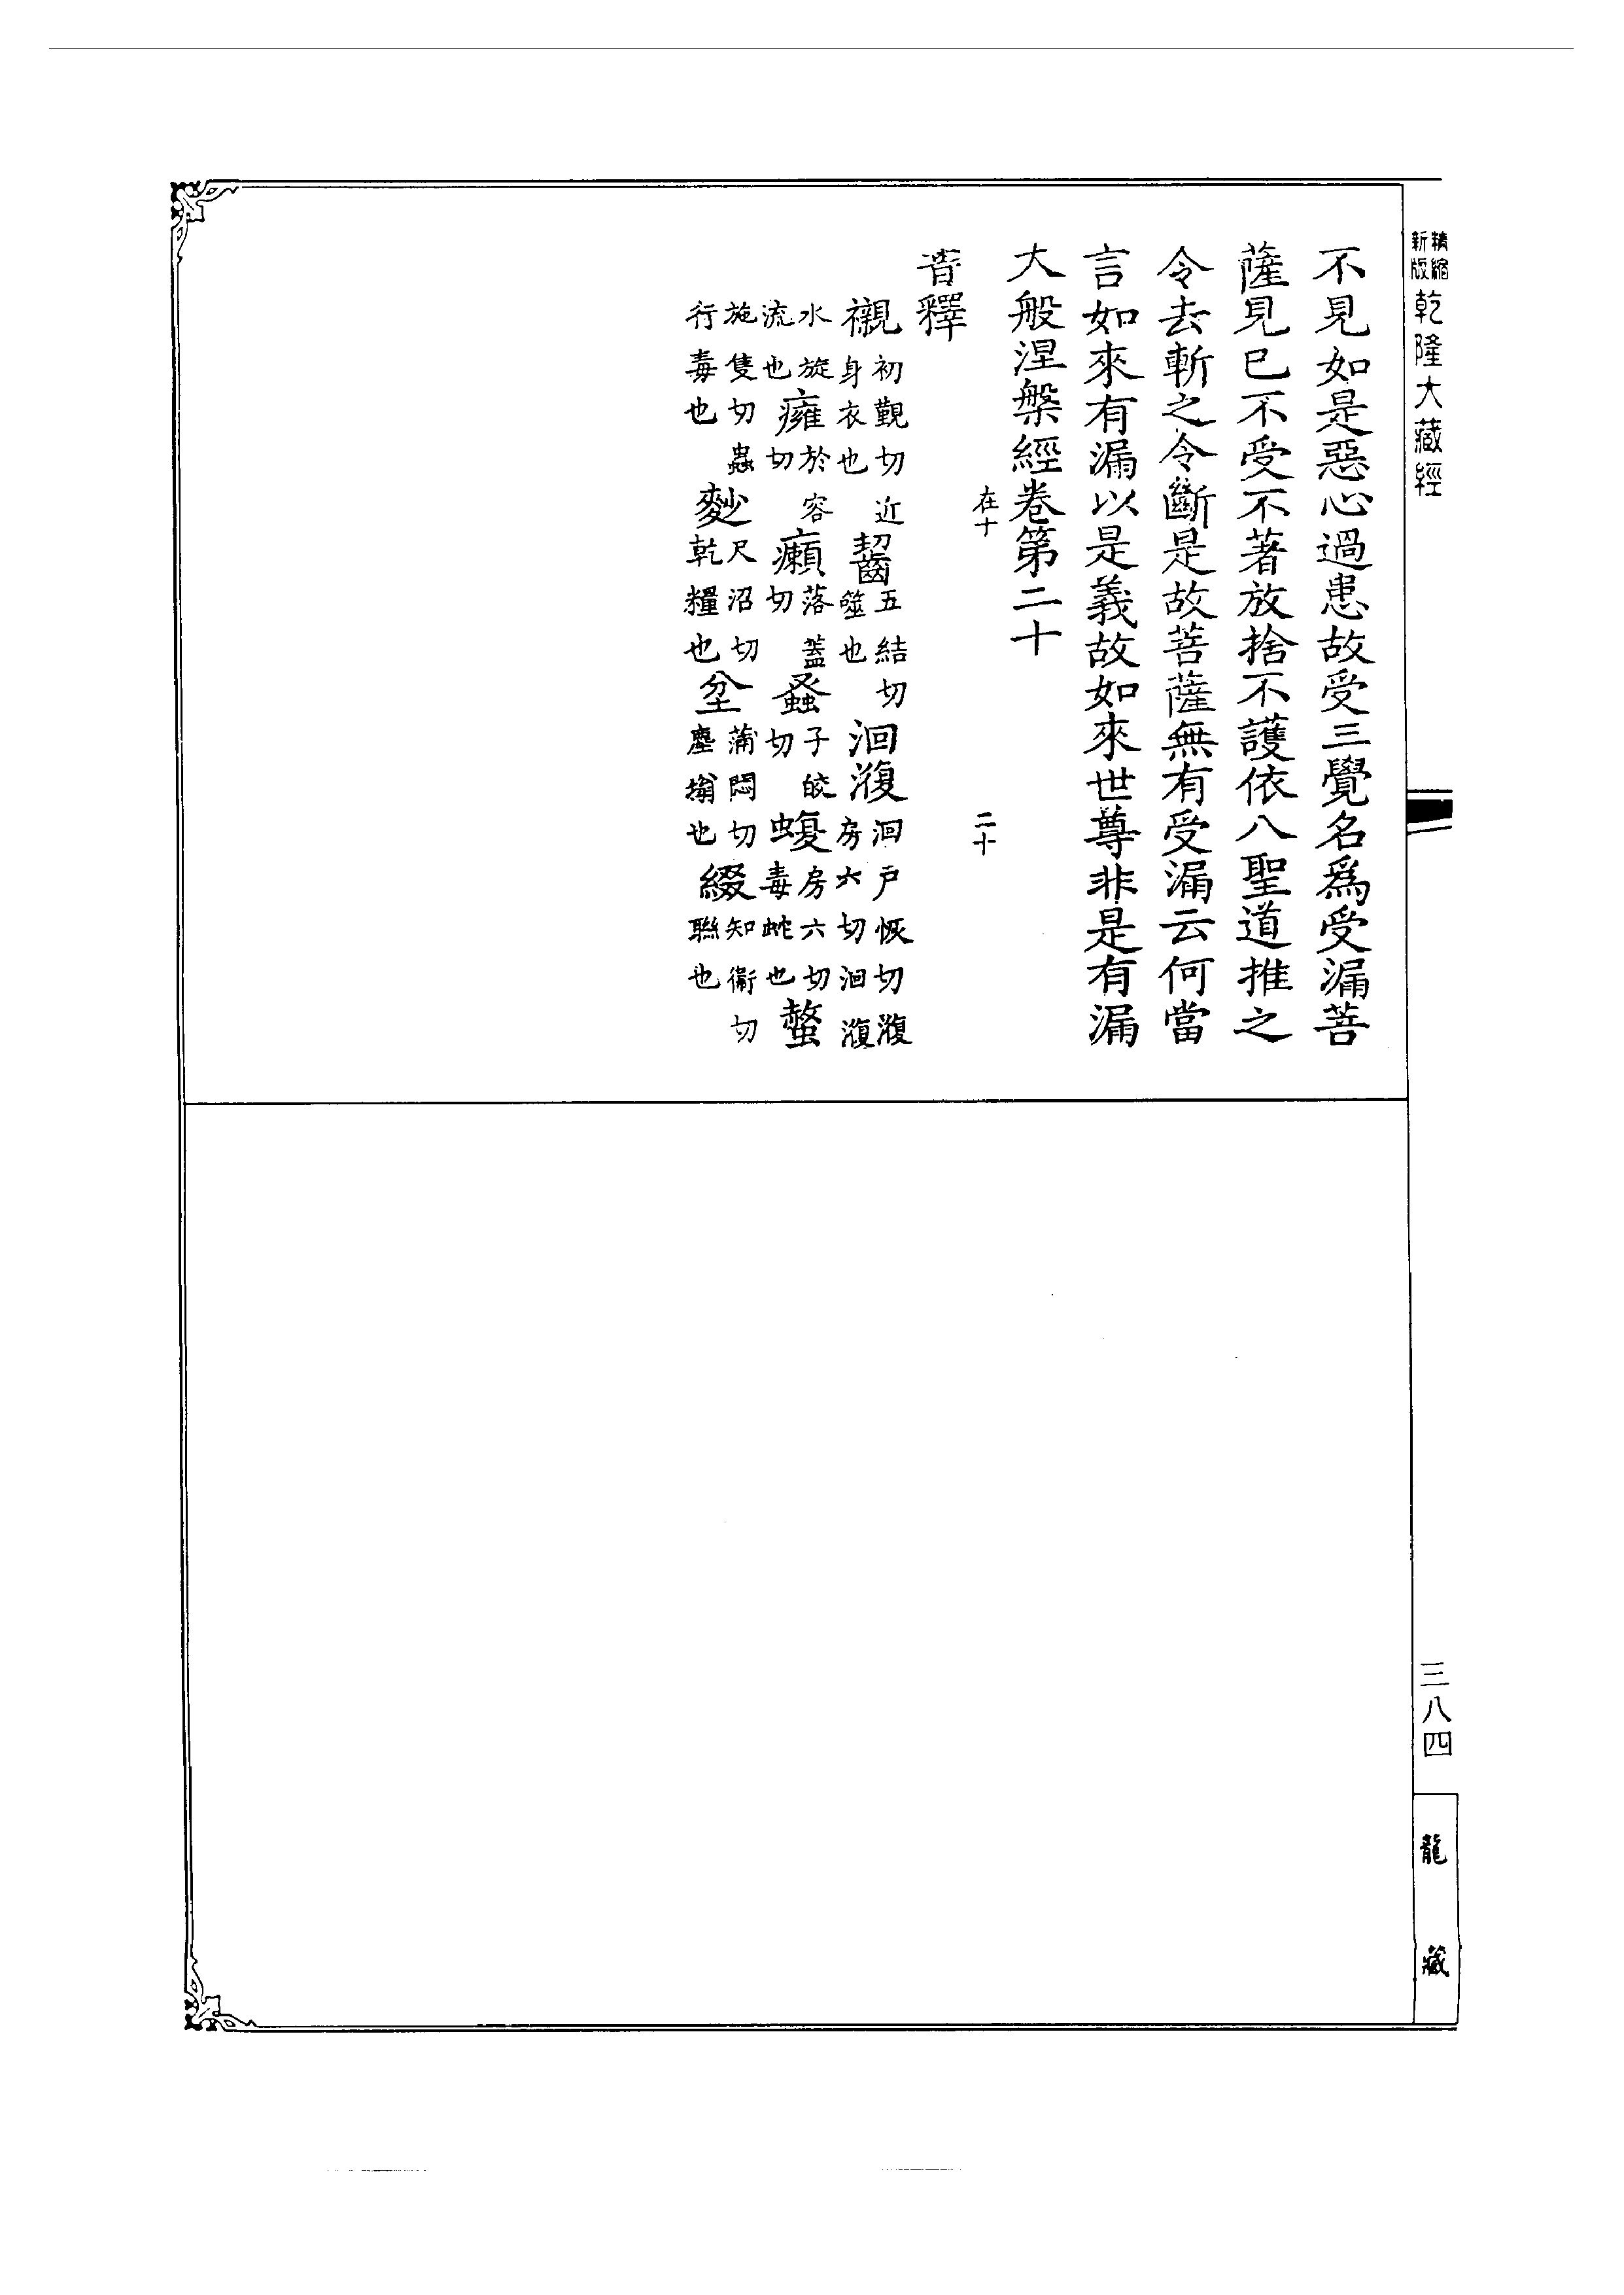 精縮新版 乾隆大藏經
三八四
龍藏
不見如是惡心過患故受三覺名爲受漏菩
薩見巳不受不著放捨不護依八聖道推之
令去斬之令斷是故菩薩無有受漏云何當
言如來有漏以是義故如來世尊非是有漏
大般涅槃經卷第二十
在十 二十
音釋
襯初覲切近身衣也 齧五結切噬也 洄澓洄戶恢切澓房六切洄澓
水旋流也 癰於容切 癩落蓋切 蚤子皎切 蝮房六切毒蛇也 螫
施隻切蟲行毒也 麨尺沼切乾糧也 坌蒲悶切塵塕也 綴知衞切聯也